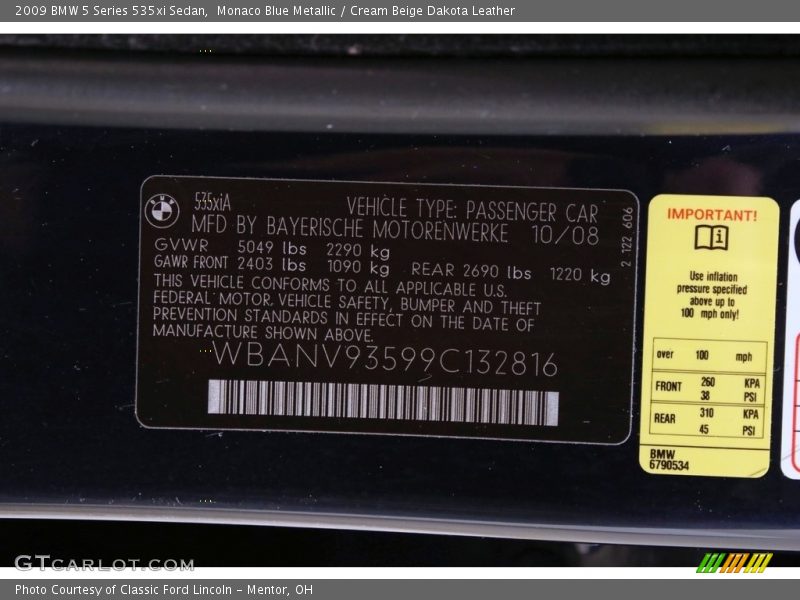 2009 BMW 5 Series 535xi Sedan,  Monaco Blue Metallic / Cream Beige Dakota Leather
535xiA
VEHICLE TYPE: PASSENGER CAR
MFD BY BAYERISCHE MOTORENWERKE 10/08
GVWR 5049 lbs 2290 kg
GAWR FRONT 2403 lbs 1090 kg REAR 2690 lbs 1220 kg
THIS VEHICLE CONFORMS TO ALL APPLICABLE U.S.
FEDERAL MOTOR VEHICLE SAFETY, BUMPER AND THEFT
PREVENTION STANDARDS IN EFFECT ON THE DATE OF
MANUFACTURE SHOWN ABOVE.
WBANV93599C132816
2 122 606
IMPORTANT!
Use inflation
pressure specified
above up to
100 mph only!
over 100 mph
FRONT 260 KPA
38 PSI
REAR 310 KPA
45 PSI
BMW
6790534
GTCARLOT.COM
Photo Courtesy of Classic Ford Lincoln - Mentor, OH